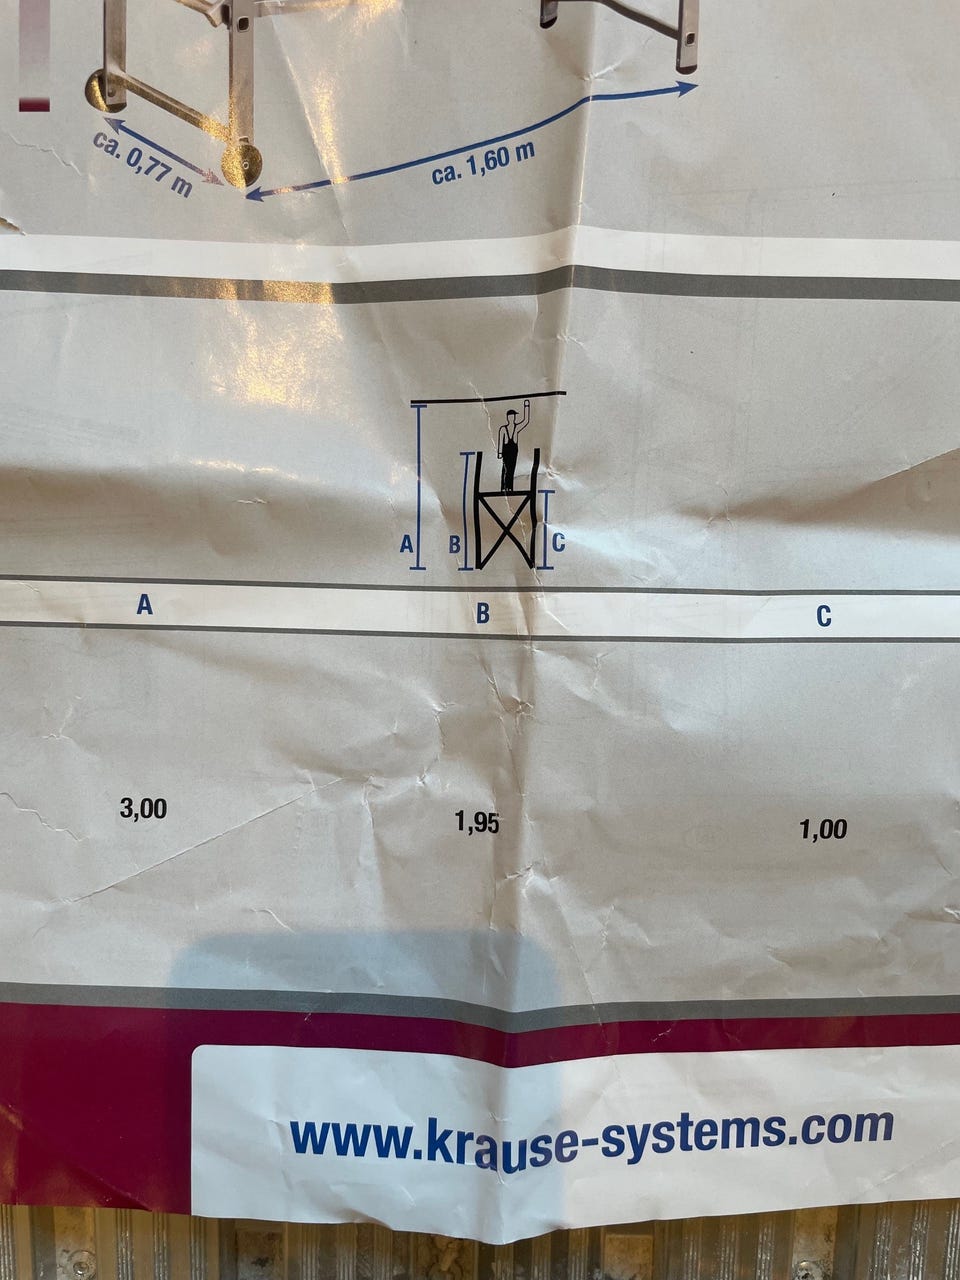 ca. 0,77 m
ca. 1,60 m
A B C
A B C
3,00 1,95 1,00
www.krause-systems.com